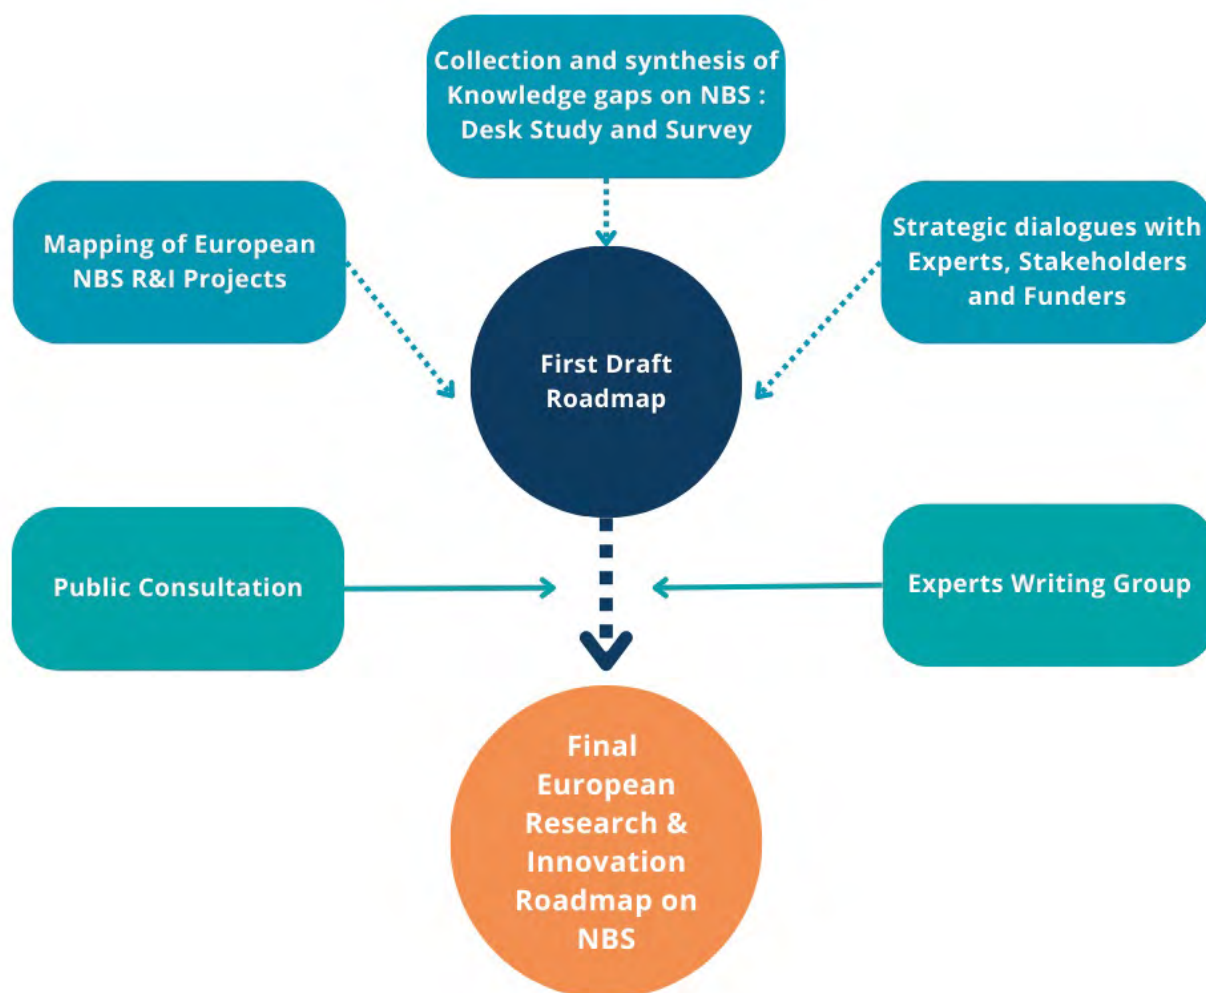 Collection and synthesis of
Knowledge gaps on NBS :
Desk Study and Survey
Mapping of European
NBS R&I Projects
Strategic dialogues with
Experts, Stakeholders
and Funders
First Draft
Roadmap
Public Consultation
Experts Writing Group
Final
European
Research &
Innovation
Roadmap on
NBS